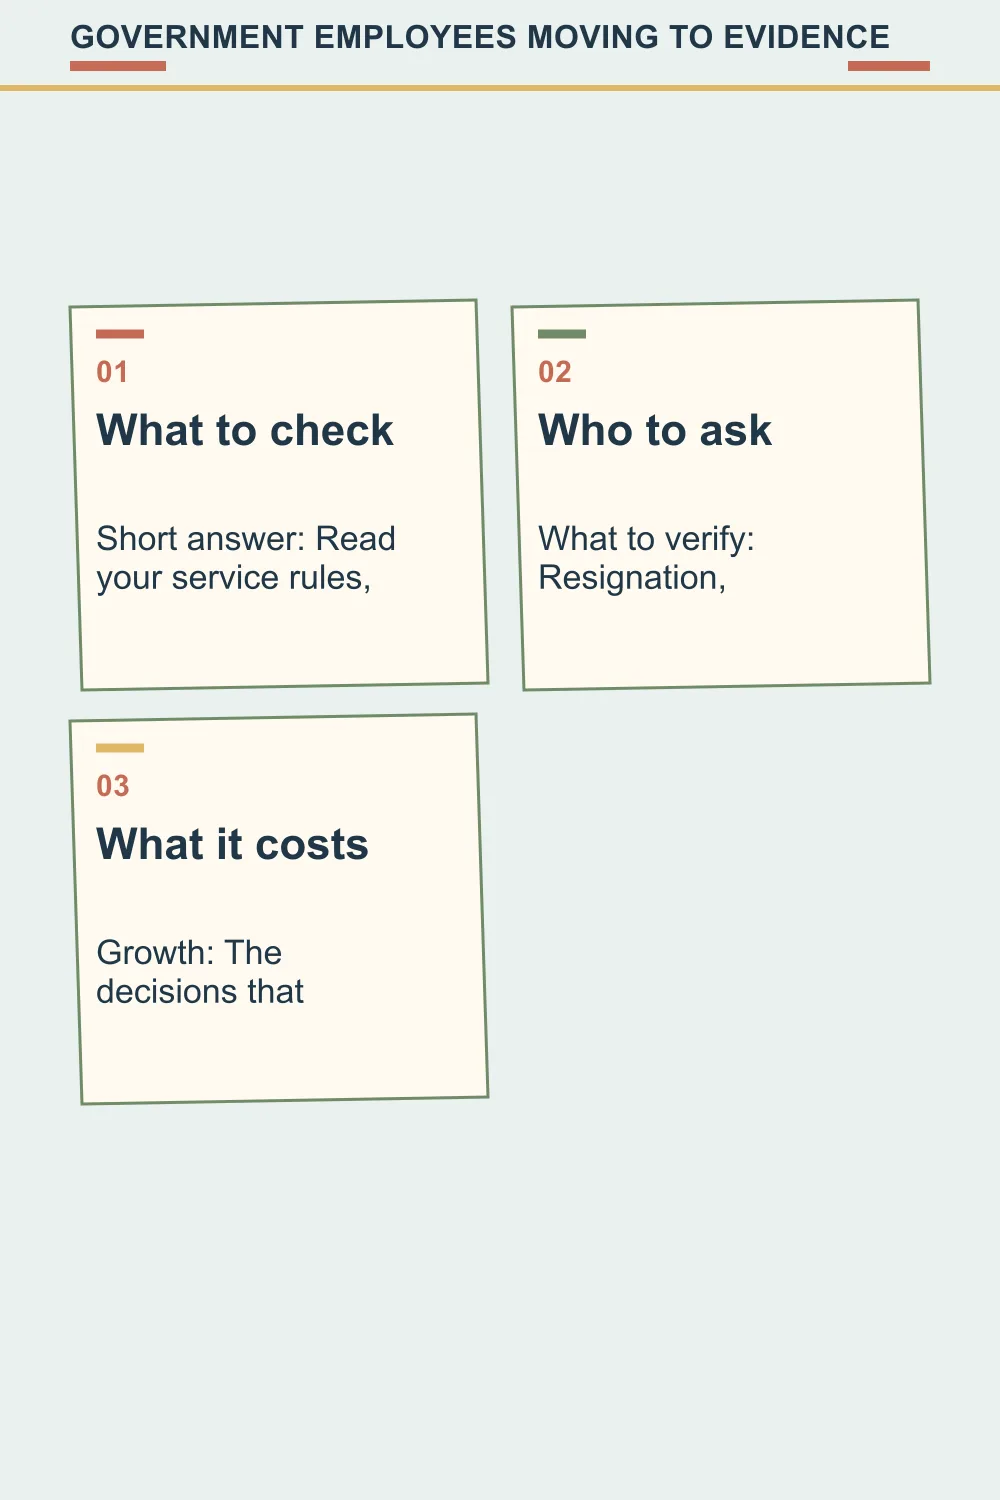 GOVERNMENT EMPLOYEES MOVING TO EVIDENCE
01
What to check
Short answer: Read
your service rules,
02
Who to ask
What to verify:
Resignation,
03
What it costs
Growth: The
decisions that